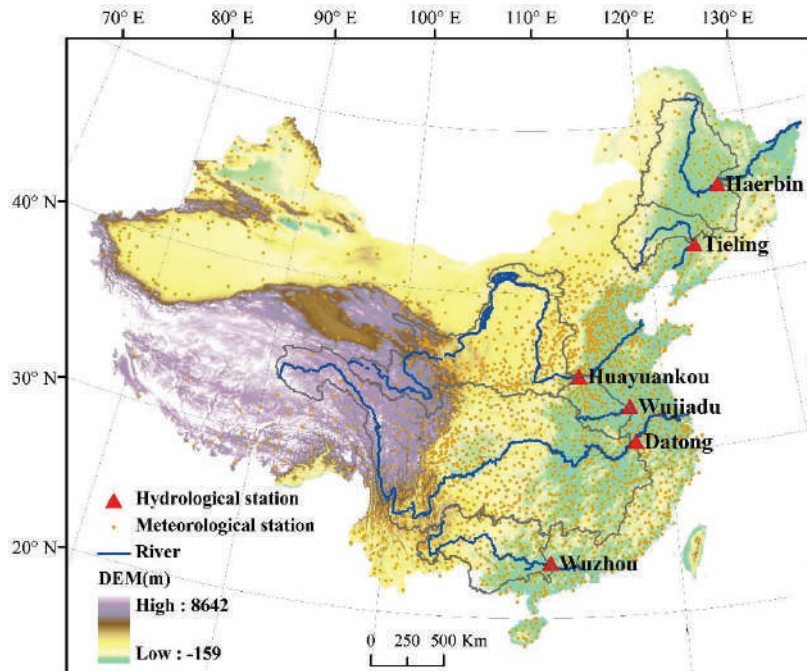 70° E 80° E 90° E 100° E 110° E 120° E 130° E
40° N
30° N
20° N
Haerbin
Tieling
Huayuankou
Wujiadu
Datong
Wuzhou
Hydrological station
Meteorological station
River
DEM(m)
High : 8642
Low : -159
0 250 500 Km